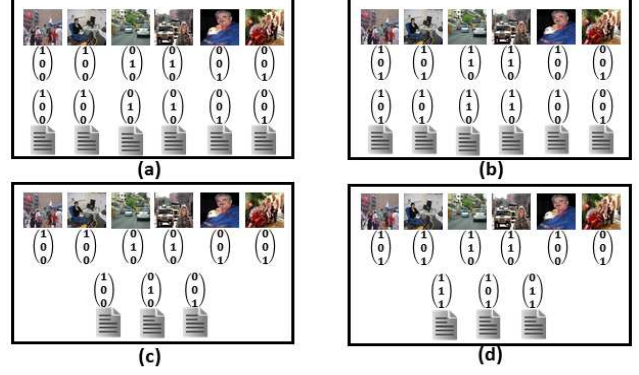 1 1 0 0 0 0
0 0 1 1 0 0
0 0 0 0 1 1
1 1 0 0 0 0
0 0 1 1 0 0
0 0 0 0 1 1
(a)
1 1 1 1 1 0
0 0 1 1 0 0
1 1 0 0 0 1
1 1 1 1 1 0
0 0 1 1 0 0
1 1 0 0 0 1
(b)
1 1 0 0 0 0
0 0 1 1 0 0
0 0 0 0 1 1
1 0 0
0 1 0
0 0 1
(c)
1 1 1 1 1 0
0 0 1 1 0 0
1 1 0 0 0 1
1 1 0
1 0 1
1 1 1
(d)